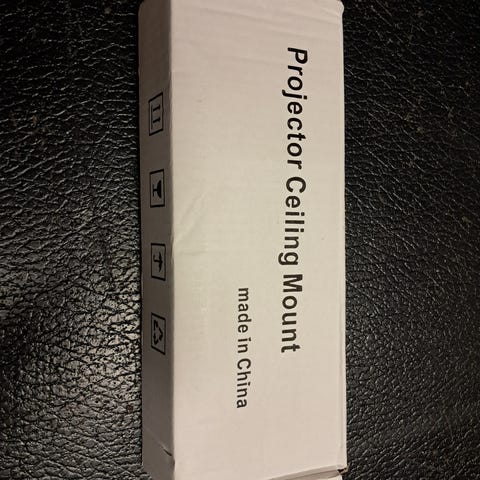 Projector Ceiling Mount
made in China